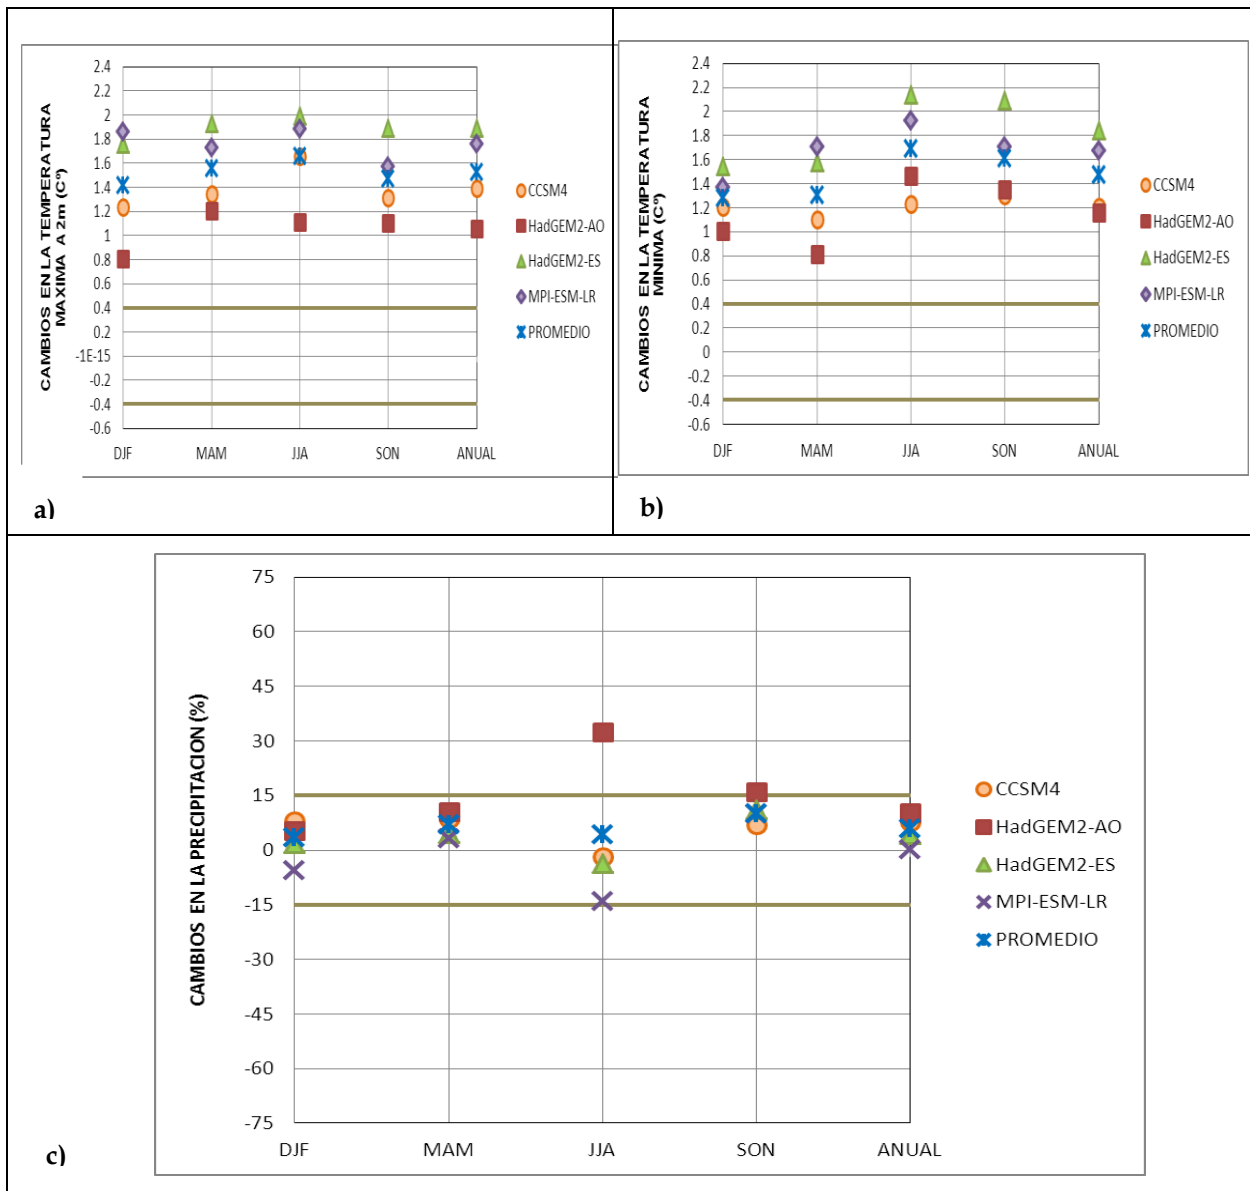 CAMBIOS EN LA TEMPERATURA
MAXIMA A 2m (C°)
2.4
2.2
2
1.8
1.6
1.4
1.2
1
0.8
0.6
0.4
0.2
-1E-15
-0.2
-0.4
-0.6
DJF
MAM
JJA
SON
ANUAL
CCSM4
HadGEM2-AO
HadGEM2-ES
MPI-ESM-LR
PROMEDIO
a)
CAMBIOS EN LA TEMPERATURA
MINIMA (C°)
2.4
2.2
2
1.8
1.6
1.4
1.2
1
0.8
0.6
0.4
0.2
0
-0.2
-0.4
-0.6
DJF
MAM
JJA
SON
ANUAL
CCSM4
HadGEM2-AO
HadGEM2-ES
MPI-ESM-LR
PROMEDIO
b)
CAMBIOS EN LA PRECIPITACION (%)
75
60
45
30
15
0
-15
-30
-45
-60
-75
DJF
MAM
JJA
SON
ANUAL
CCSM4
HadGEM2-AO
HadGEM2-ES
MPI-ESM-LR
PROMEDIO
c)